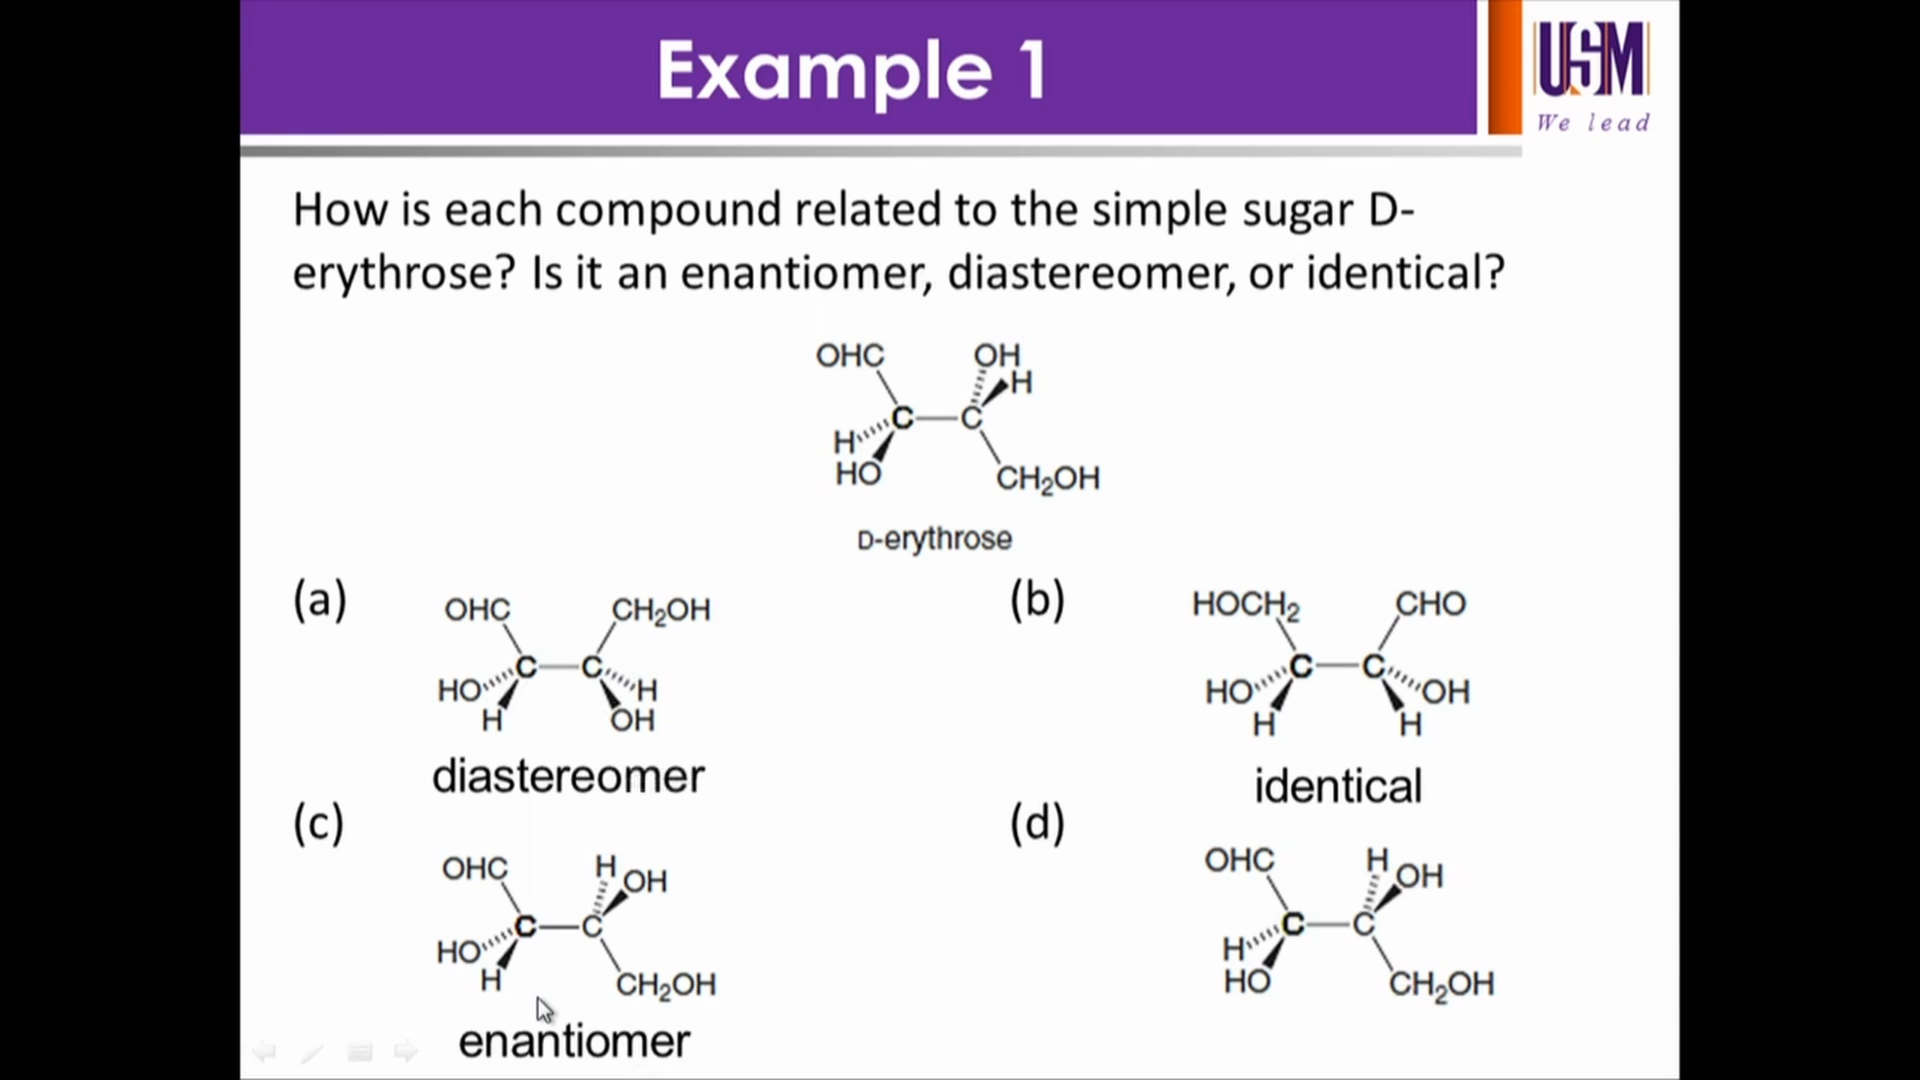 Example 1
USM
We lead
How is each compound related to the simple sugar D-
erythrose? Is it an enantiomer, diastereomer, or identical?
OHC OH
H
C C
H
HO CH₂OH
D-erythrose
(a)
OHC CH₂OH
C C
HO H
H OH
diastereomer
(b)
HOCH₂ CHO
C C
HO OH
H H
identical
(c)
OHC H OH
C C
HO
H CH₂OH
enantiomer
(d)
OHC H OH
C C
H
HO CH₂OH